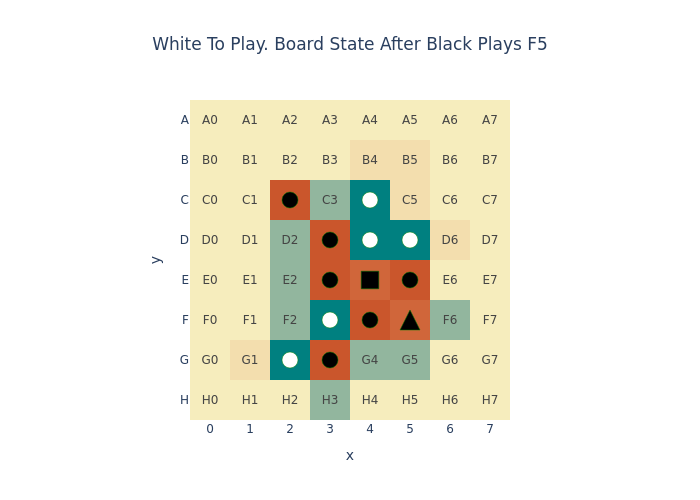 White To Play. Board State After Black Plays F5
A A0 A1 A2 A3 A4 A5 A6 A7
B B0 B1 B2 B3 B4 B5 B6 B7
C C0 C1 C3 C5 C6 C7
D D0 D1 D2 D6 D7
y
E E0 E1 E2 E6 E7
F F0 F1 F2 F6 F7
G G0 G1 G4 G5 G6 G7
H H0 H1 H2 H3 H4 H5 H6 H7
0 1 2 3 4 5 6 7
x